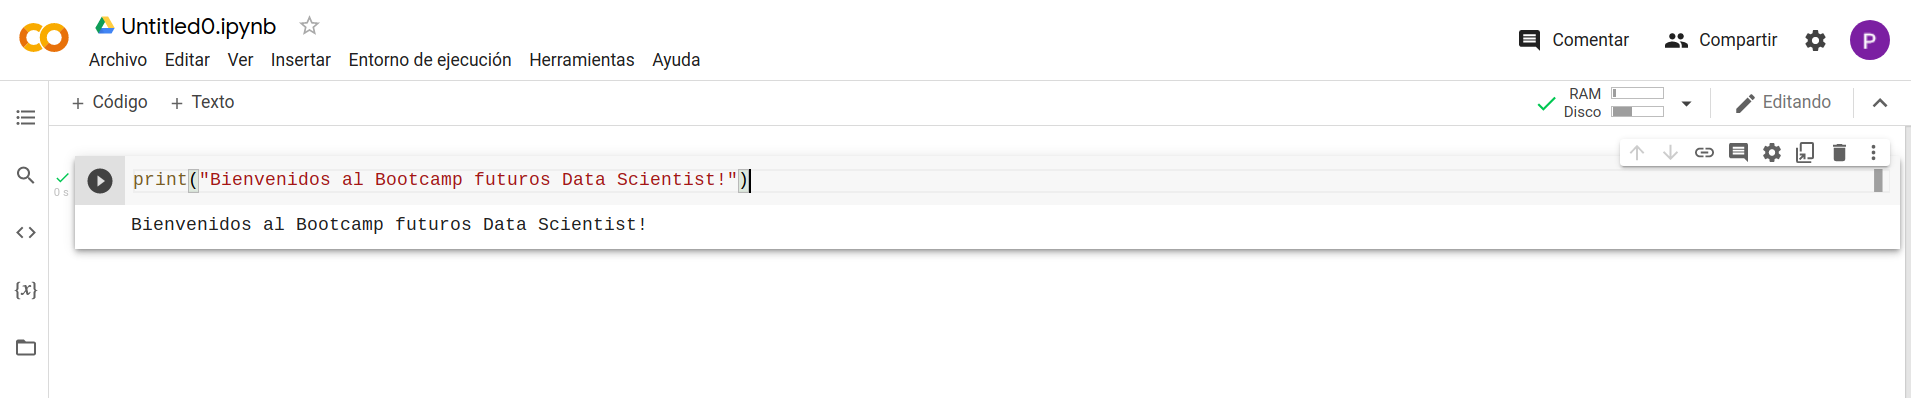 Untitled0.ipynb
Archivo Editar Ver Insertar Entorno de ejecución Herramientas Ayuda
Comentar Compartir P
+ Código + Texto
RAM
Disco
Editando
print("Bienvenidos al Bootcamp futuros Data Scientist!")
0 s
Bienvenidos al Bootcamp futuros Data Scientist!
{x}